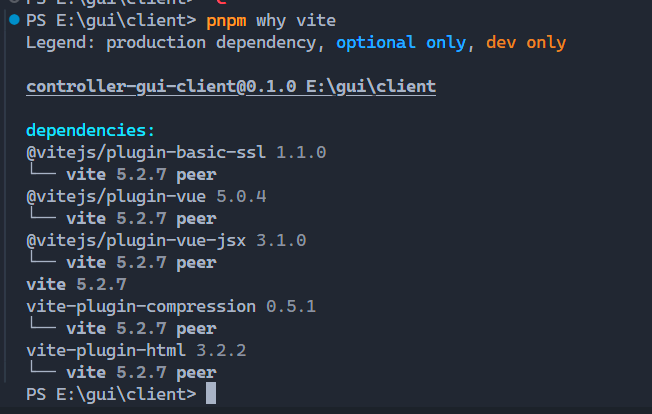 PS E:\gui\client>
PS E:\gui\client> pnpm why vite
Legend: production dependency, optional only, dev only
controller-gui-client@0.1.0 E:\gui\client
dependencies:
@vitejs/plugin-basic-ssl 1.1.0
└── vite 5.2.7 peer
@vitejs/plugin-vue 5.0.4
└── vite 5.2.7 peer
@vitejs/plugin-vue-jsx 3.1.0
└── vite 5.2.7 peer
vite 5.2.7
vite-plugin-compression 0.5.1
└── vite 5.2.7 peer
vite-plugin-html 3.2.2
└── vite 5.2.7 peer
PS E:\gui\client>